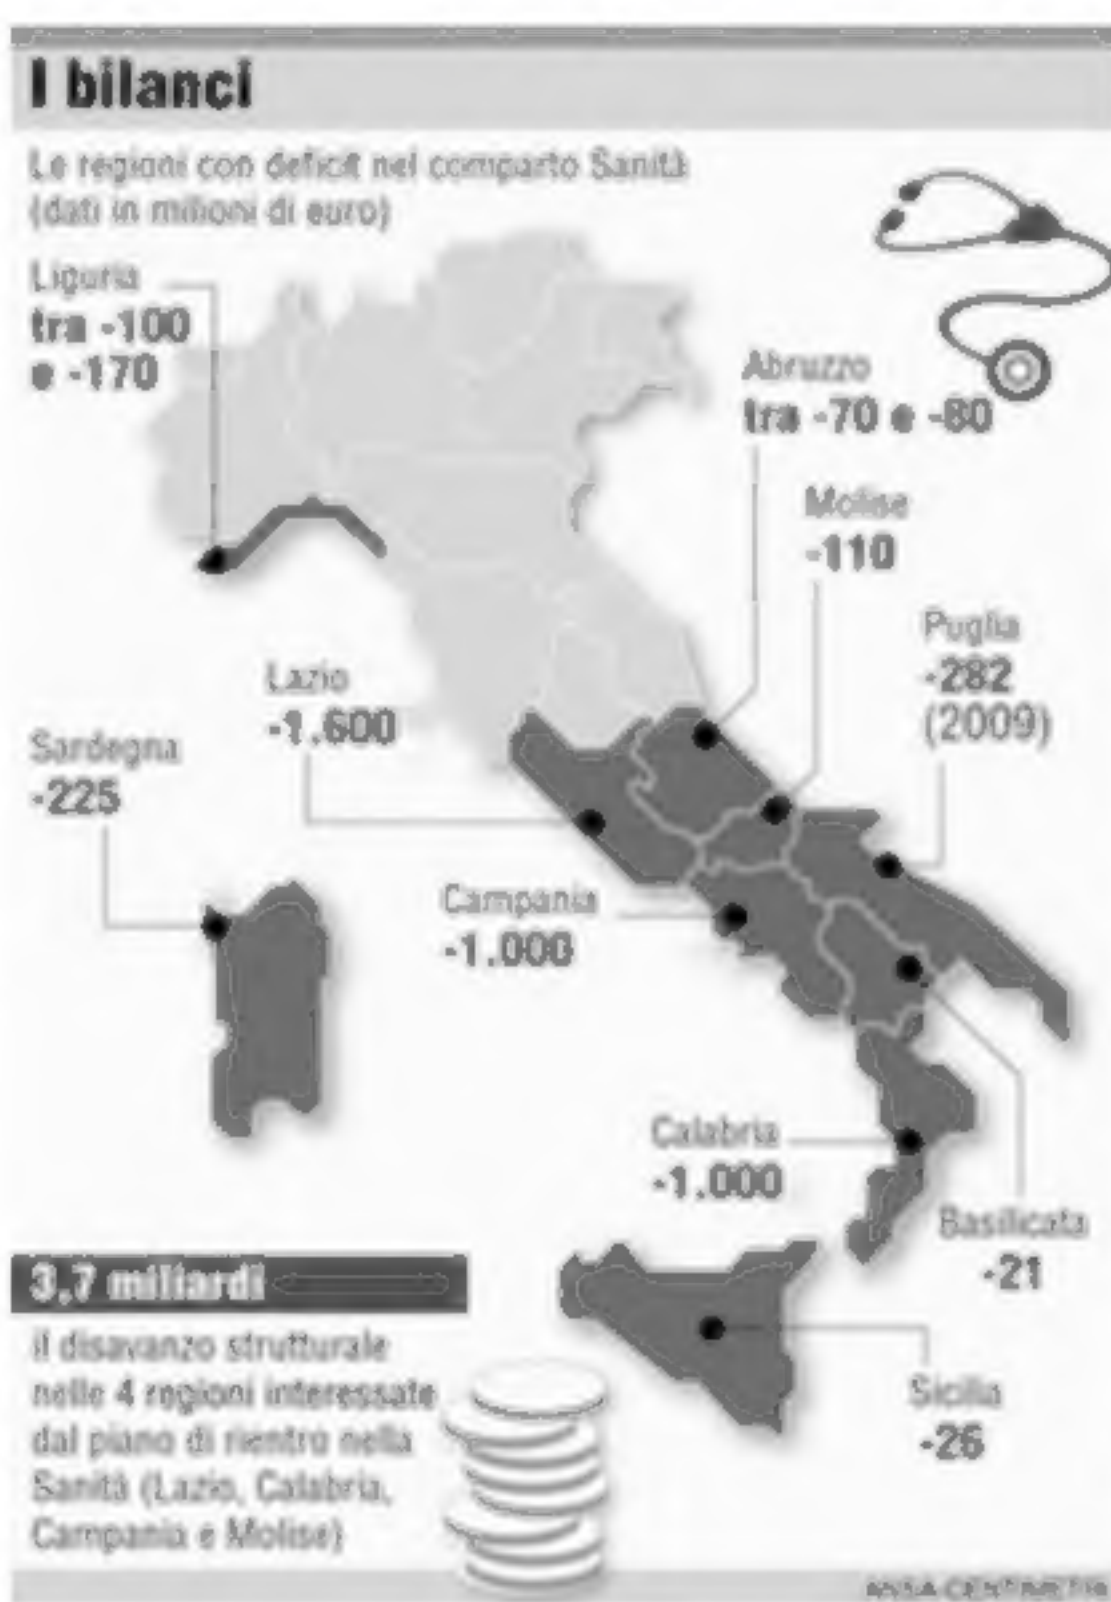 I bilanci
Le regioni con deficit nel comparto Sanità
(dati in milioni di euro)
Liguria
tra -100
e -170
Abruzzo
tra -70 e -80
Molise
-110
Puglia
-282
(2009)
Lazio
-1.600
Sardegna
-225
Campania
-1.000
Calabria
-1.000
Basilicata
-21
Sicilia
-26
3,7 miliardi
il disavanzo strutturale
nelle 4 regioni interessate
dal piano di rientro nella
Sanità (Lazio, Calabria,
Campania e Molise)
ANSA-CENTIMETRI